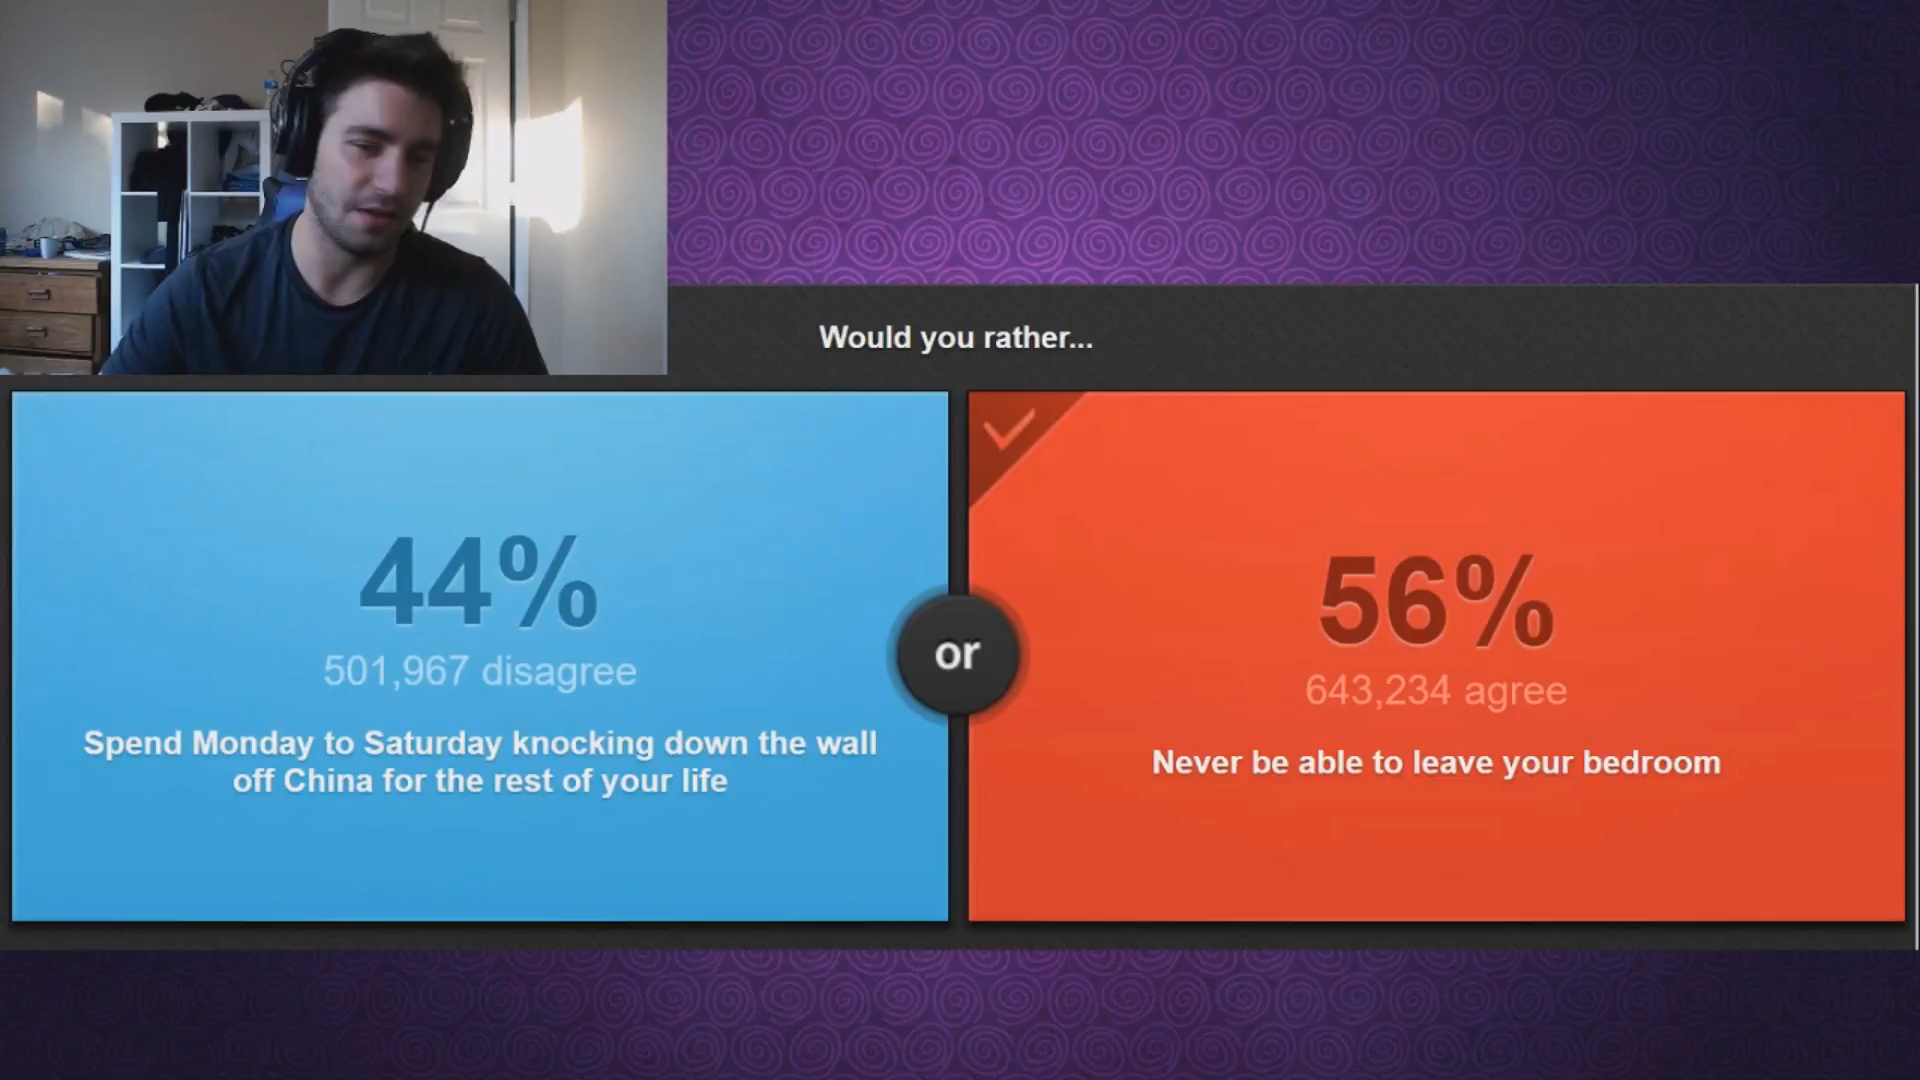 Would you rather...
44%
501,967 disagree
Spend Monday to Saturday knocking down the wall
off China for the rest of your life
or
56%
643,234 agree
Never be able to leave your bedroom